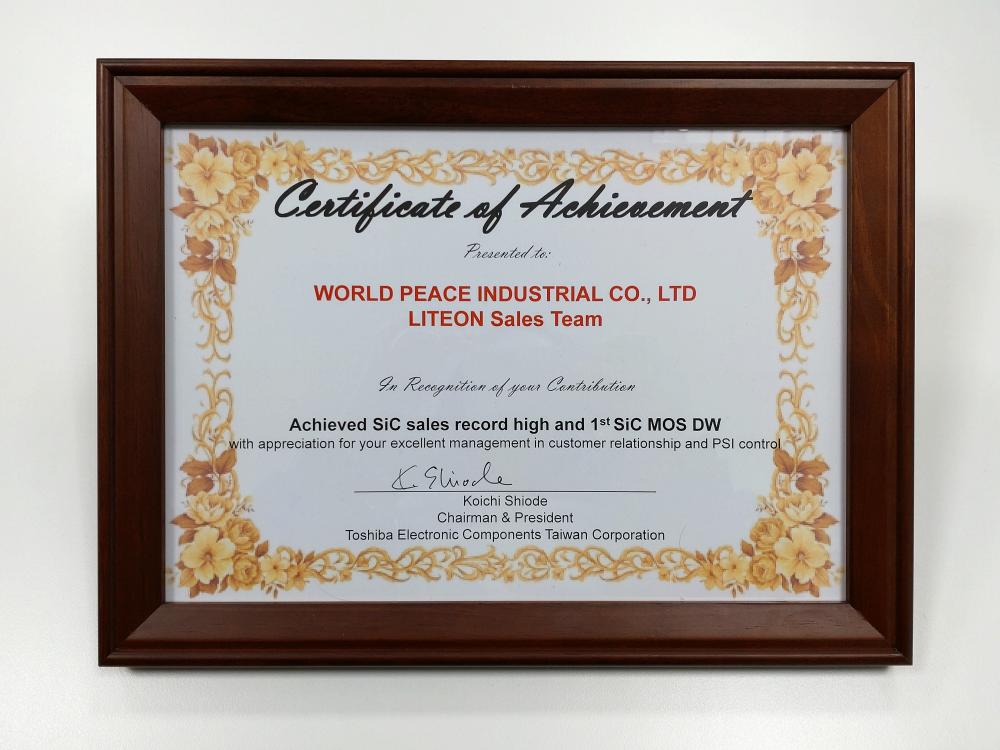 Certificate of Achievement
Presented to:
WORLD PEACE INDUSTRIAL CO., LTD
LITEON Sales Team
In Recognition of your Contribution
Achieved SiC sales record high and 1st SiC MOS DW
with appreciation for your excellent management in customer relationship and PSI control
K. Shiode
Koichi Shiode
Chairman & President
Toshiba Electronic Components Taiwan Corporation